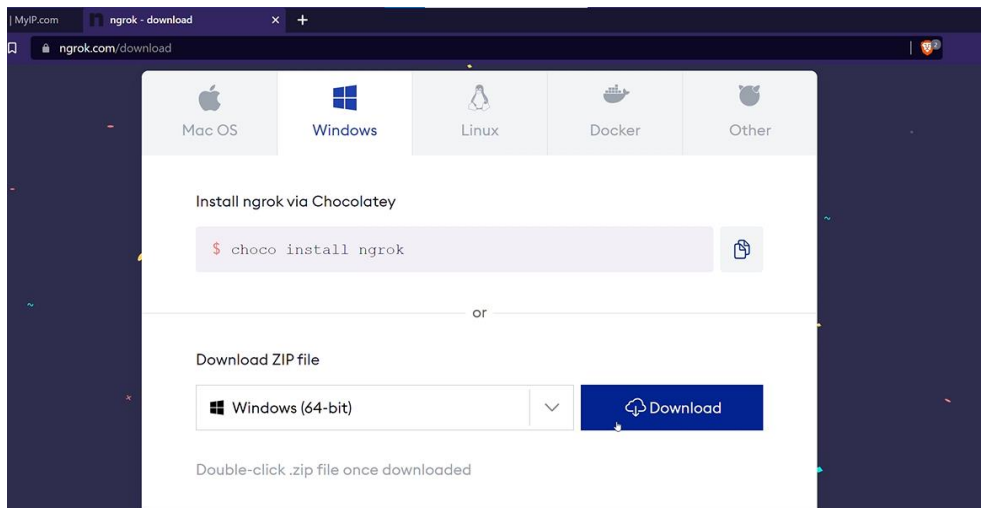 | MyIP.com
ngrok - download
ngrok.com/download
2
Mac OS
Windows
Linux
Docker
Other
Install ngrok via Chocolatey
$ choco install ngrok
or
Download ZIP file
Windows (64-bit)
Download
Double-click .zip file once downloaded